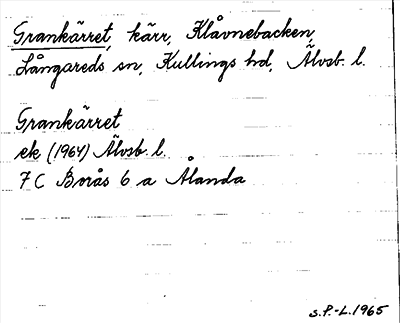 Grankärret, kärr, Klåvnebacken,
Långareds sn, Kullings hd, Älvsb. l.
Grankärret
ek (1964) Älvsb. l.
7 C Borås 6 a Ålanda
S.P.-L. 1965